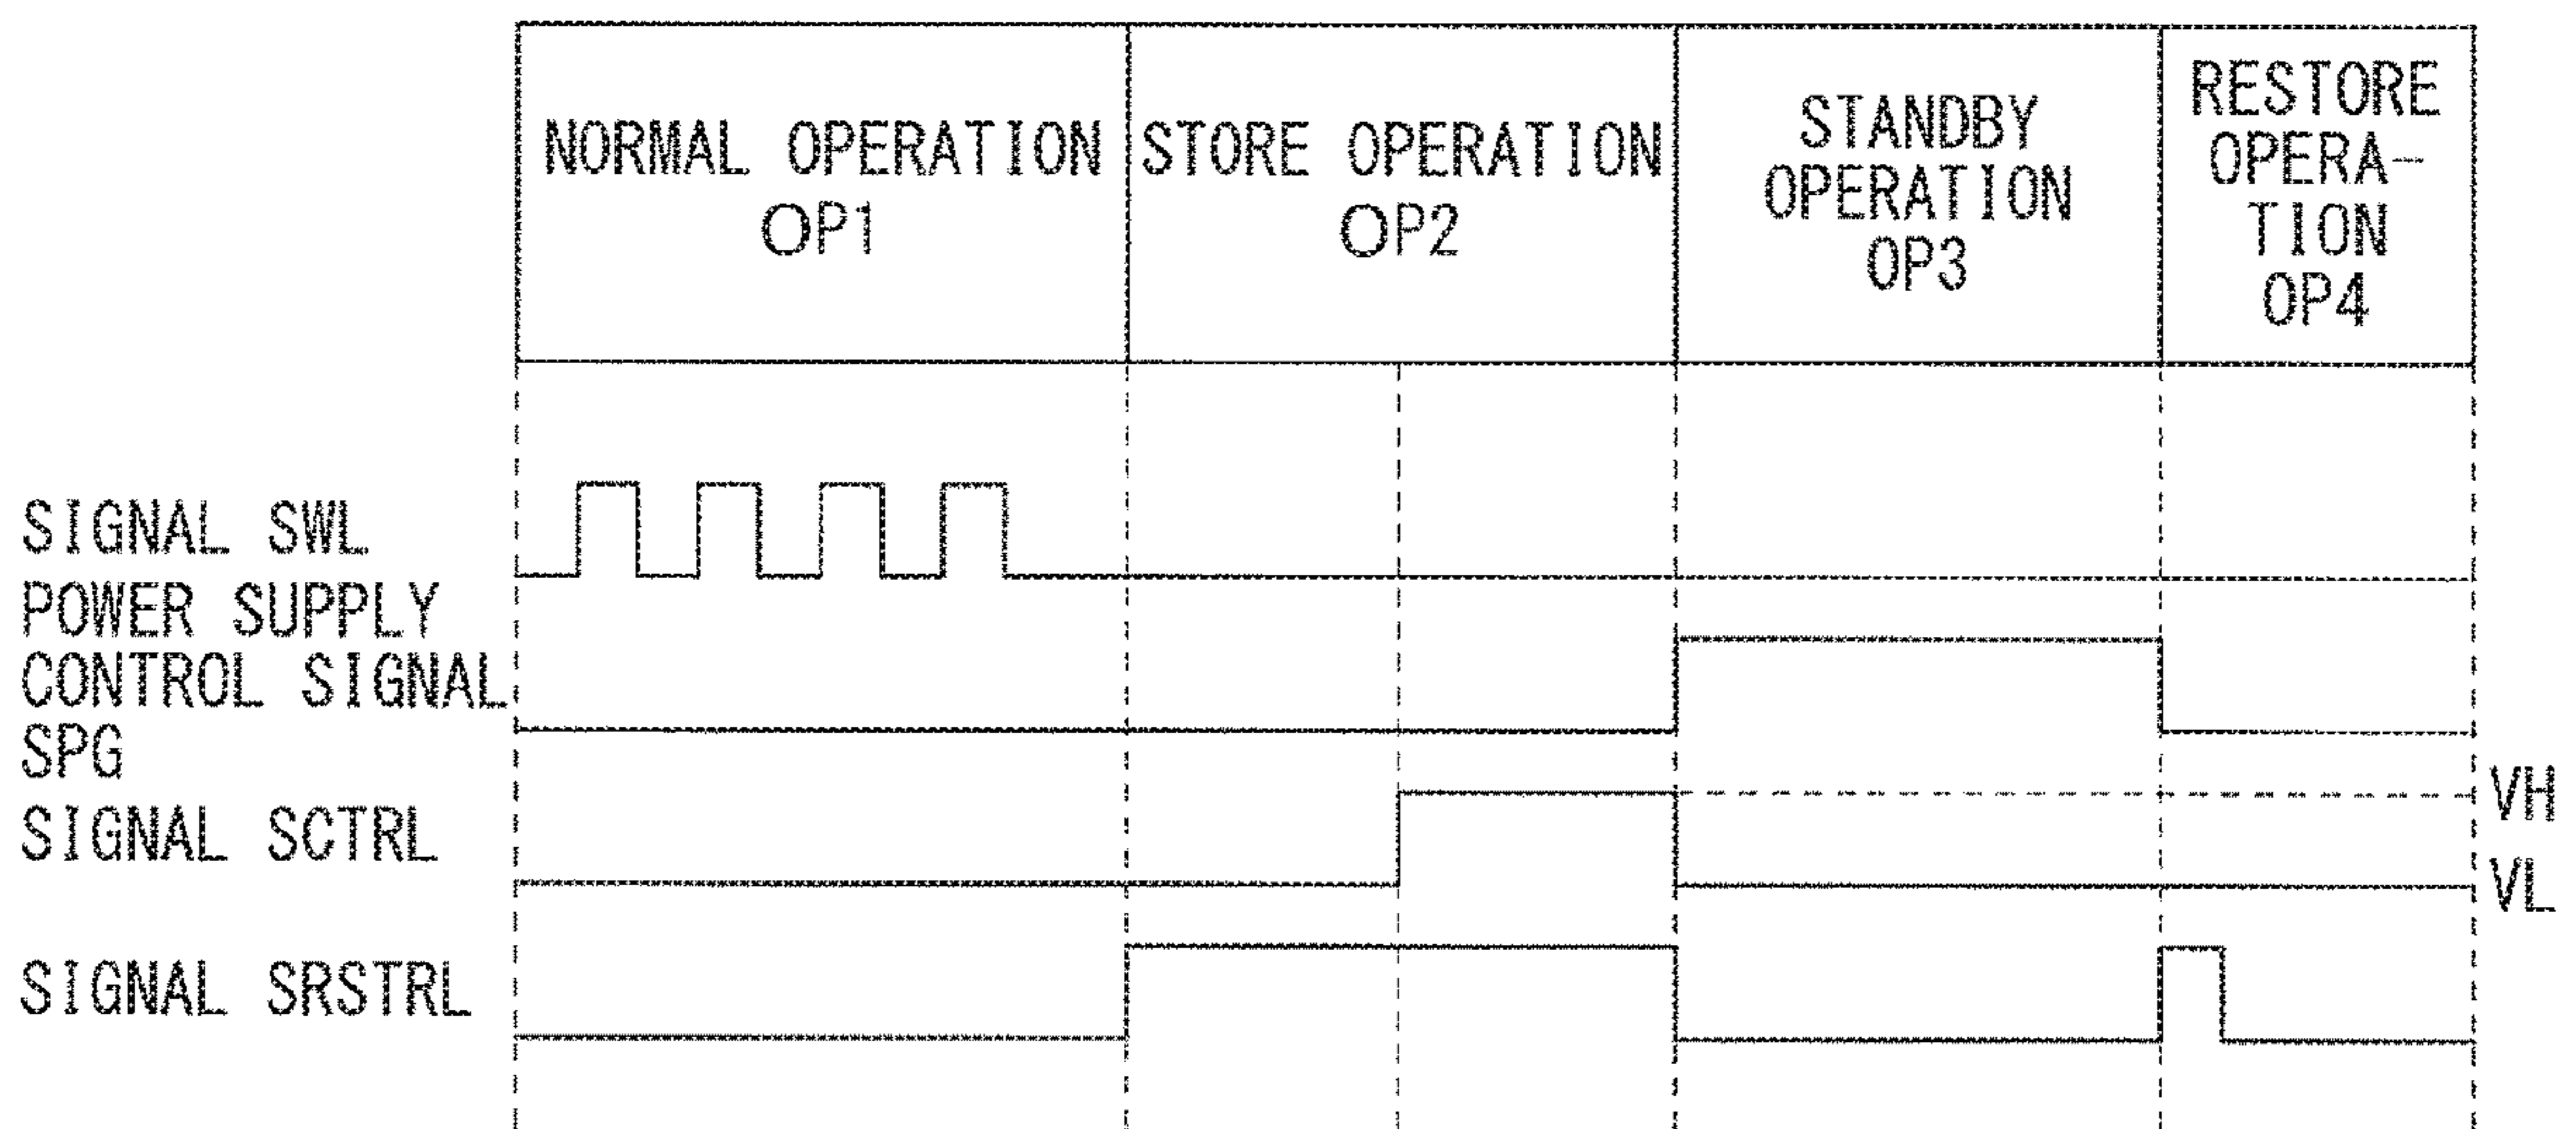 NORMAL OPERATION
OP1
STORE OPERATION
OP2
STANDBY
OPERATION
OP3
RESTORE
OPERA-
TION
OP4
SIGNAL SWL
POWER SUPPLY
CONTROL SIGNAL
SPG
SIGNAL SCTRL
VH
VL
SIGNAL SRSTRL